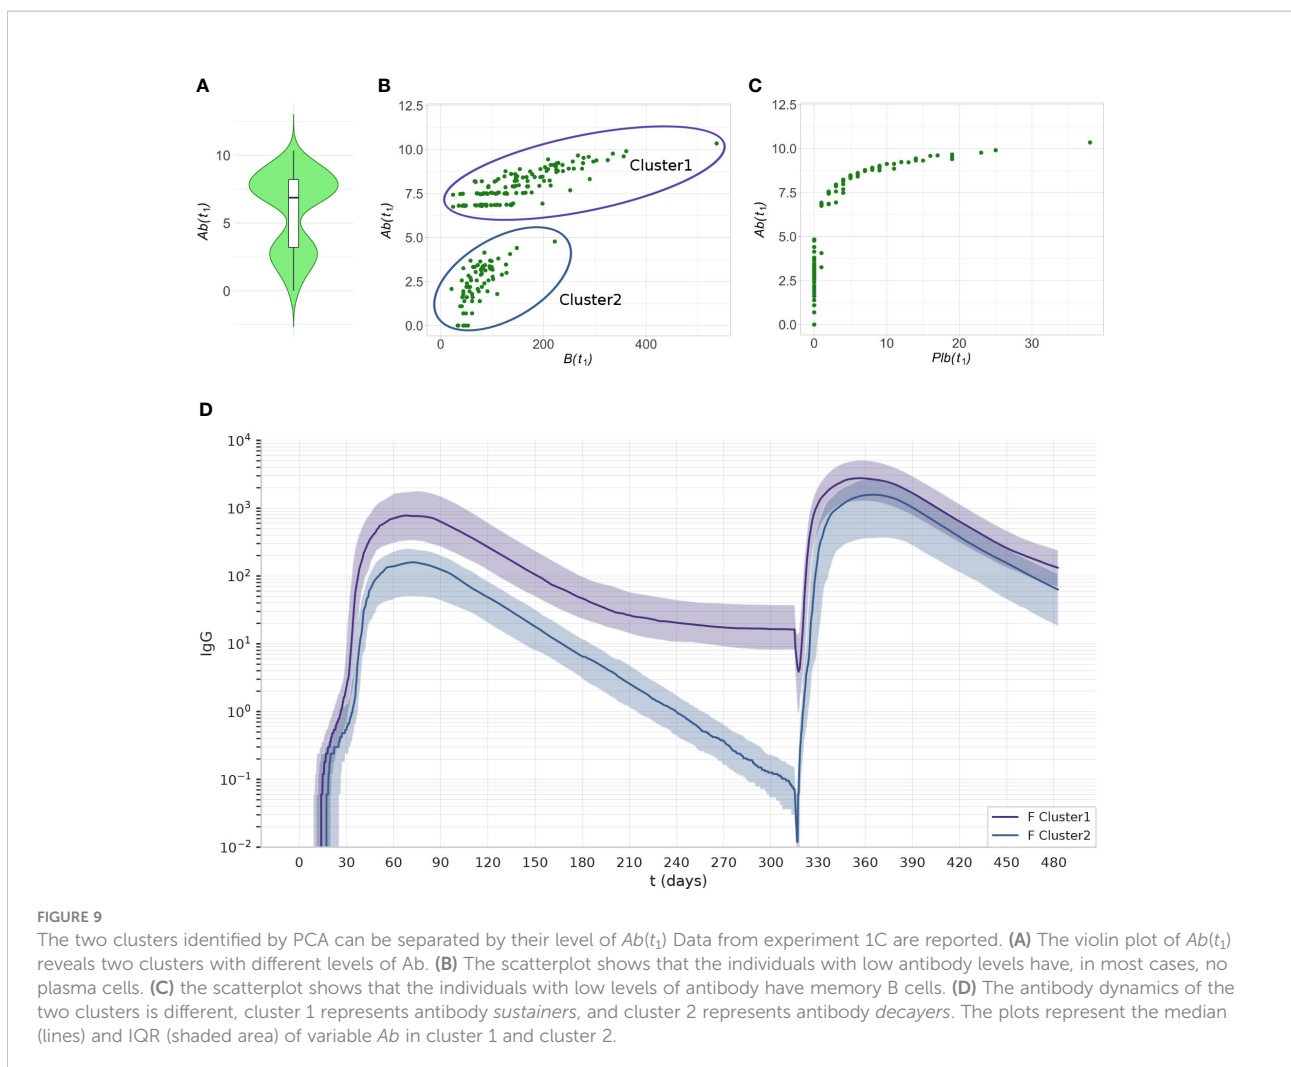 A
B
C
10
5
0
Ab(t1)
12.5
10.0
7.5
5.0
2.5
0.0
Ab(t1)
Cluster1
Cluster2
0
200
400
B(t1)
12.5
10.0
7.5
5.0
2.5
0.0
Ab(t1)
0
10
20
30
Plb(t1)
D
10^4
10^3
10^2
10^1
10^0
10^−1
10^−2
IgG
F Cluster1
F Cluster2
0 30 60 90 120 150 180 210 240 270 300 330 360 390 420 450 480
t (days)
FIGURE 9
The two clusters identified by PCA can be separated by their level of Ab(t1) Data from experiment 1C are reported. (A) The violin plot of Ab(t1)
reveals two clusters with different levels of Ab. (B) The scatterplot shows that the individuals with low antibody levels have, in most cases, no
plasma cells. (C) the scatterplot shows that the individuals with low levels of antibody have memory B cells. (D) The antibody dynamics of the
two clusters is different, cluster 1 represents antibody sustainers, and cluster 2 represents antibody decayers. The plots represent the median
(lines) and IQR (shaded area) of variable Ab in cluster 1 and cluster 2.